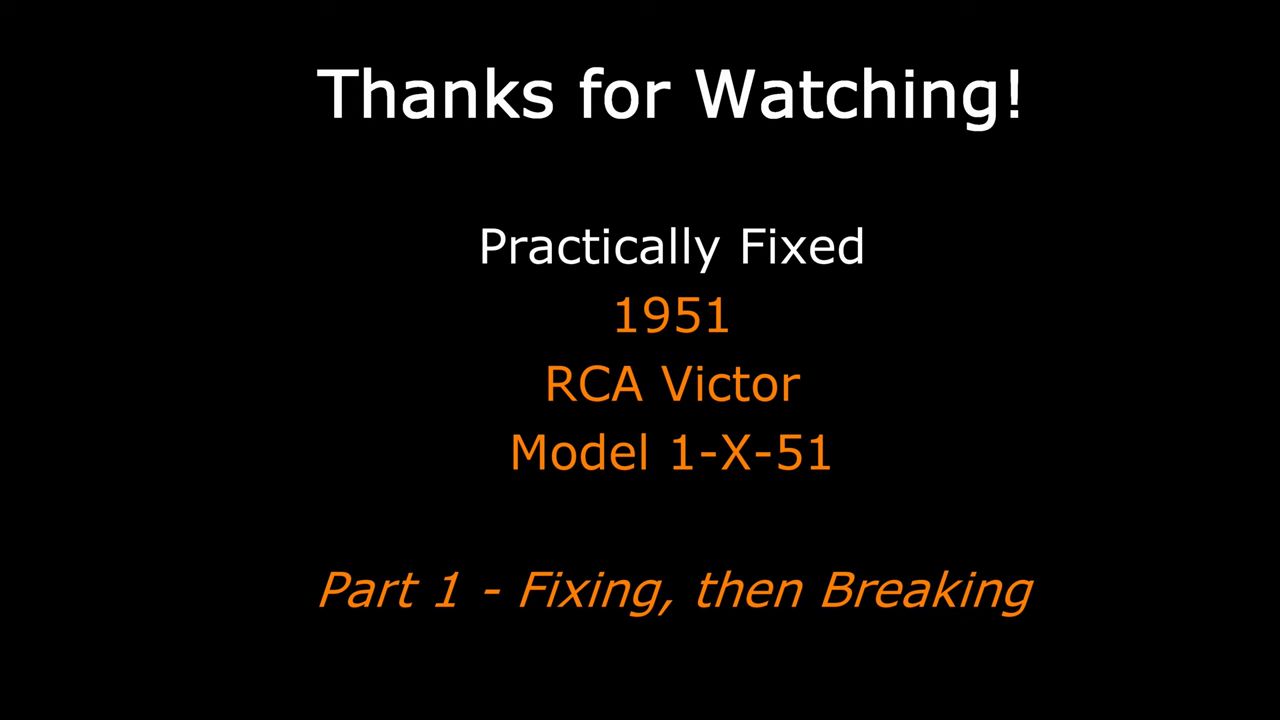 Thanks for Watching!
Practically Fixed
1951
RCA Victor
Model 1-X-51
Part 1 - Fixing, then Breaking